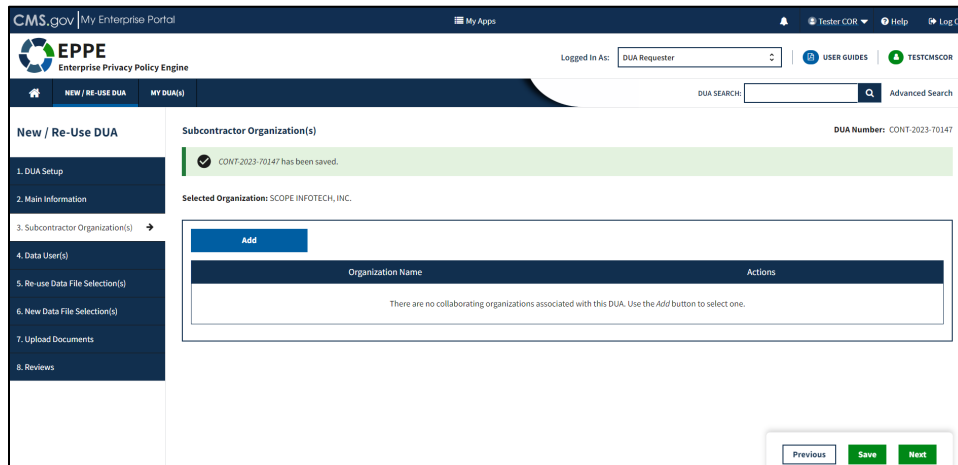 CMS.gov My Enterprise Portal
My Apps
Tester COR
Help
Log
EPPE
Enterprise Privacy Policy Engine
Logged In As:
DUA Requester
USER GUIDES
TESTCMSCOR
NEW / RE-USE DUA
MY DUA(s)
DUA SEARCH:
Advanced Search
New / Re-Use DUA
1. DUA Setup
2. Main Information
3. Subcontractor Organization(s)
4. Data User(s)
5. Re-use Data File Selection(s)
6. New Data File Selection(s)
7. Upload Documents
8. Reviews
Subcontractor Organization(s)
DUA Number: CONT-2023-70147
CONT-2023-70147 has been saved.
Selected Organization: SCOPE INFOTECH, INC.
Add
Organization Name
Actions
There are no collaborating organizations associated with this DUA. Use the Add button to select one.
Previous
Save
Next